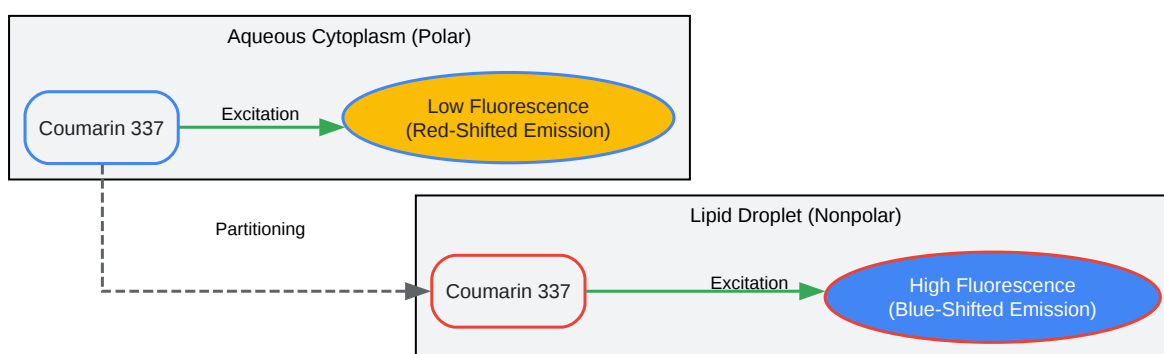 Aqueous Cytoplasm (Polar)
Coumarin 337
Excitation
Low Fluorescence
(Red-Shifted Emission)
Partitioning
Lipid Droplet (Nonpolar)
Coumarin 337
Excitation
High Fluorescence
(Blue-Shifted Emission)